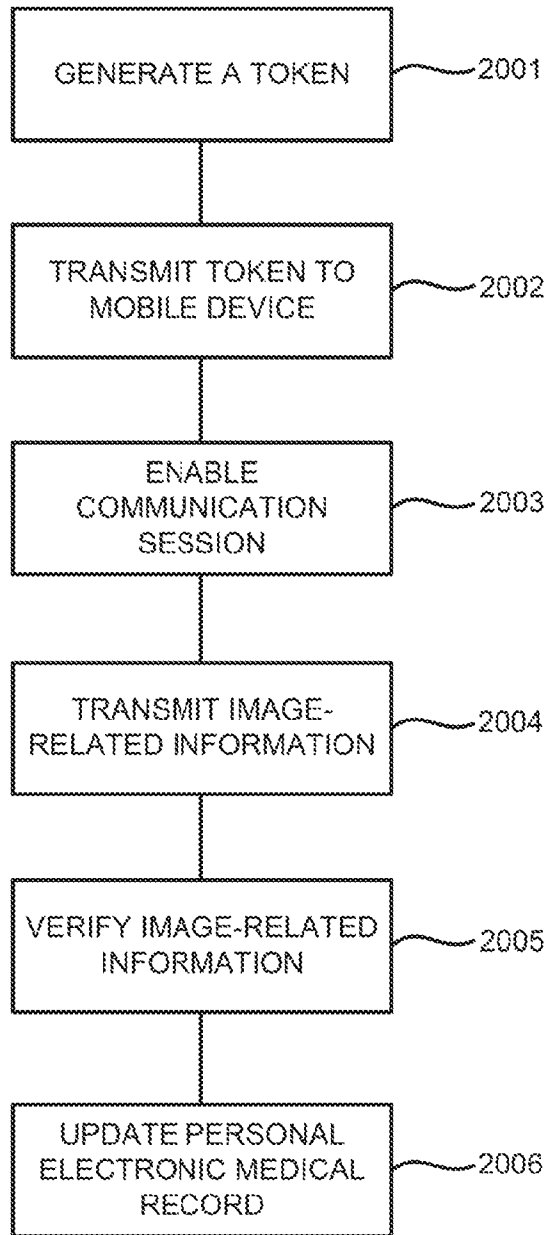 GENERATE A TOKEN
2001
TRANSMIT TOKEN TO
MOBILE DEVICE
2002
ENABLE
COMMUNICATION
SESSION
2003
TRANSMIT IMAGE-
RELATED INFORMATION
2004
VERIFY IMAGE-RELATED
INFORMATION
2005
UPDATE PERSONAL
ELECTRONIC MEDICAL
RECORD
2006